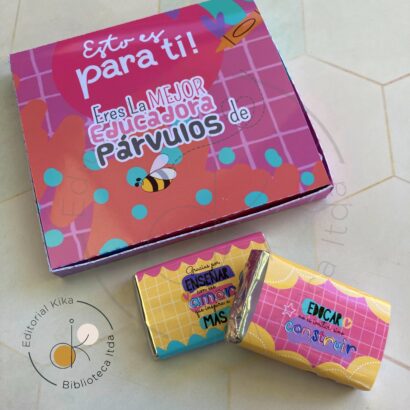 Esto es
para tí!
Eres La MEJOR
Educadora
de
PárvuLos
Gracias por
ENSEÑAR
amor
MÁS
EDUCAR
construir
Editorial Kika
Biblioteca ltda